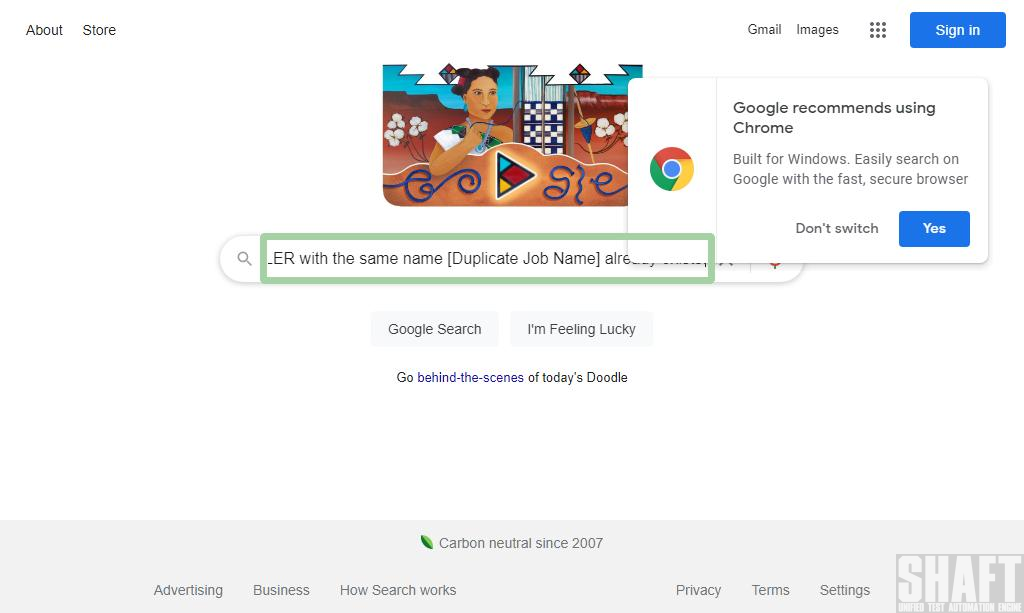 About Store
Gmail Images
Sign in
Google recommends using
Chrome
Built for Windows. Easily search on
Google with the fast, secure browser
Don't switch
Yes
LER with the same name [Duplicate Job Name] already exists
Google Search
I'm Feeling Lucky
Go behind-the-scenes of today's Doodle
Carbon neutral since 2007
Advertising Business How Search works
Privacy Terms Settings
SHAFT
UNIFIED TEST AUTOMATION ENGINE